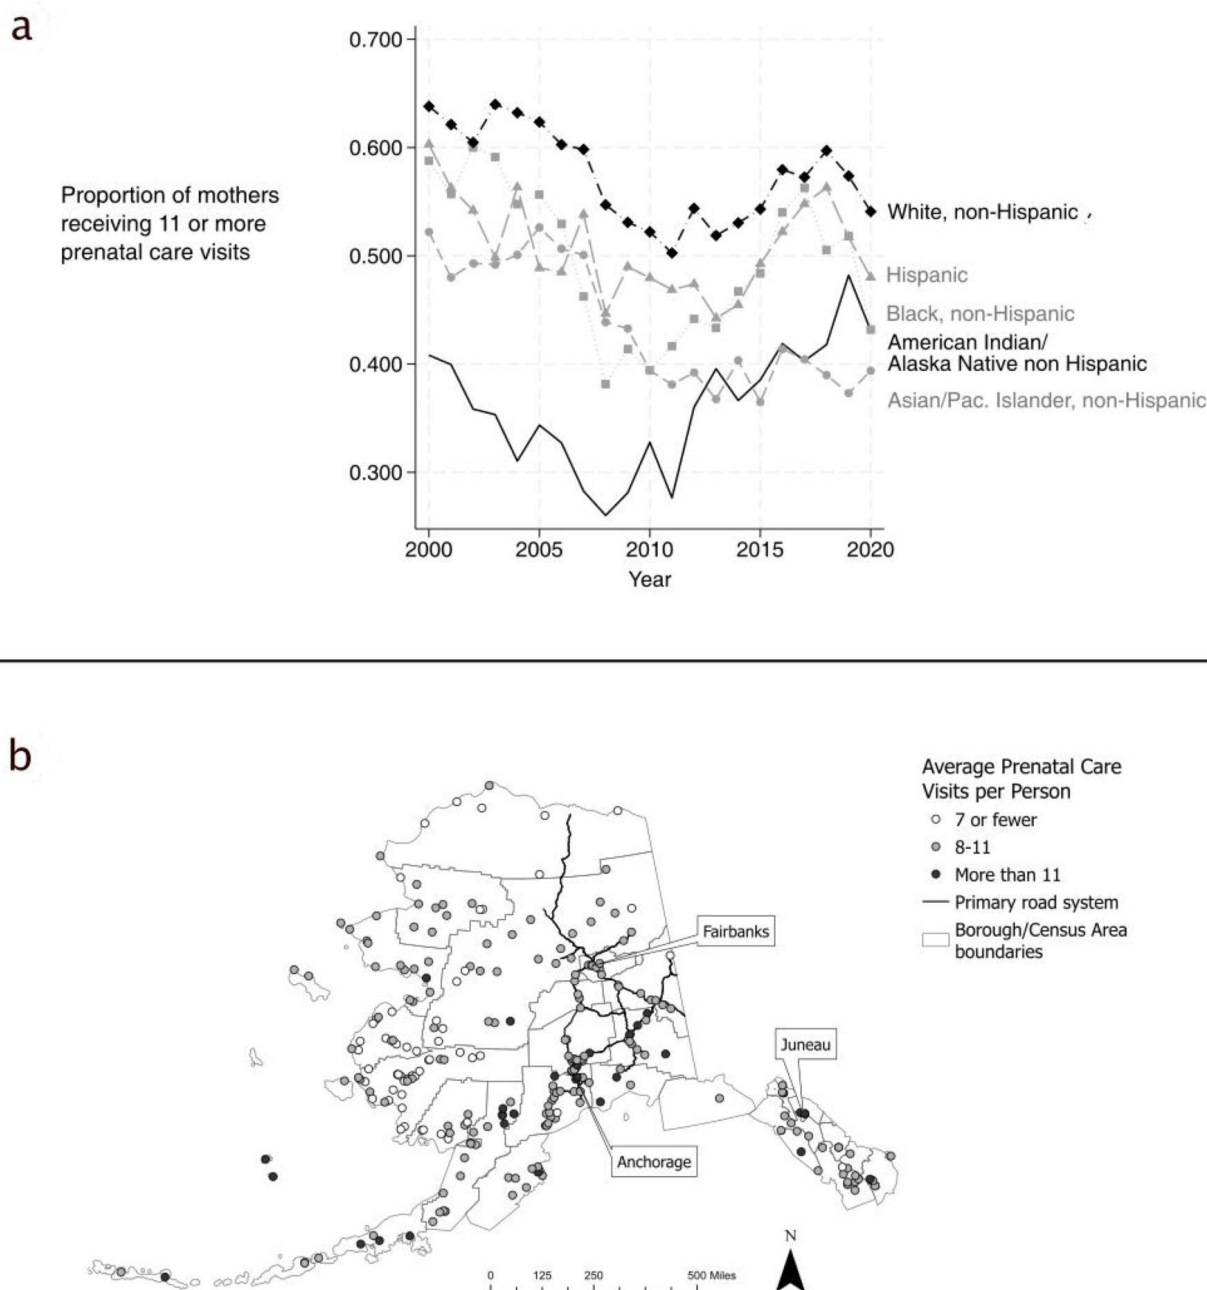 a
0.700
0.600
0.500
0.400
0.300
Proportion of mothers
receiving 11 or more
prenatal care visits
White, non-Hispanic
Hispanic
Black, non-Hispanic
American Indian/
Alaska Native non Hispanic
Asian/Pac. Islander, non-Hispanic
2000 2005 2010 2015 2020
Year
b
Average Prenatal Care
Visits per Person
7 or fewer
8-11
More than 11
Primary road system
Borough/Census Area
boundaries
Fairbanks
Juneau
Anchorage
N
0 125 250 500 Miles